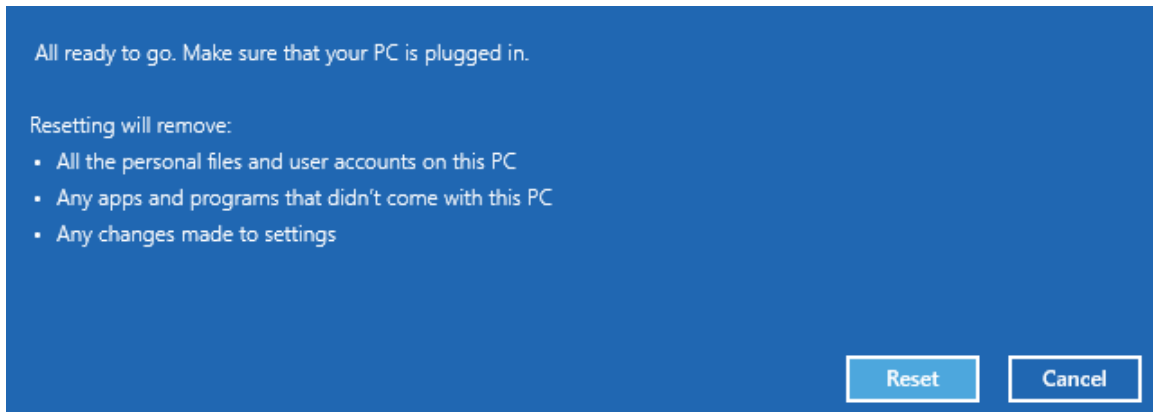 All ready to go. Make sure that your PC is plugged in.
Resetting will remove:
• All the personal files and user accounts on this PC
• Any apps and programs that didn’t come with this PC
• Any changes made to settings
Reset Cancel